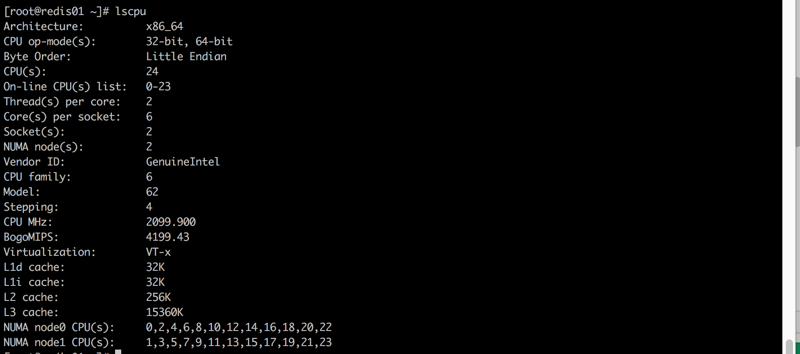 [root@redis01 ~]# lscpu
Architecture:          x86_64
CPU op-mode(s):        32-bit, 64-bit
Byte Order:            Little Endian
CPU(s):                24
On-line CPU(s) list:   0-23
Thread(s) per core:    2
Core(s) per socket:    6
Socket(s):             2
NUMA node(s):          2
Vendor ID:             GenuineIntel
CPU family:            6
Model:                 62
Stepping:              4
CPU MHz:               2099.900
BogoMIPS:              4199.43
Virtualization:        VT-x
L1d cache:             32K
L1i cache:             32K
L2 cache:              256K
L3 cache:              15360K
NUMA node0 CPU(s):     0,2,4,6,8,10,12,14,16,18,20,22
NUMA node1 CPU(s):     1,3,5,7,9,11,13,15,17,19,21,23
[root@redis01 ~]#